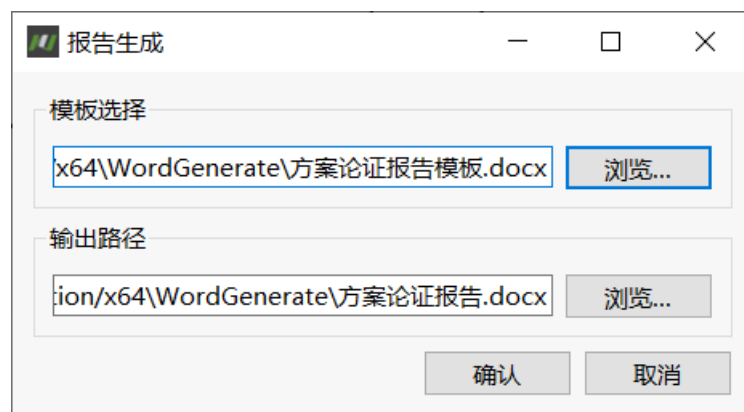 报告生成
模板选择
/x64\WordGenerate\方案论证报告模板.docx
浏览...
输出路径
tion/x64\WordGenerate\方案论证报告.docx
浏览...
确认
取消